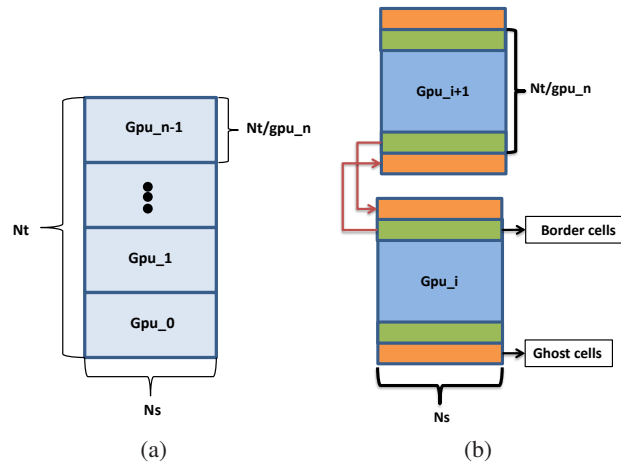 Gpu_n-1
Nt/gpu_n
Nt
Gpu_1
Gpu_0
Ns
(a)
Gpu_i+1
Nt/gpu_n
Border cells
Gpu_i
Ghost cells
Ns
(b)